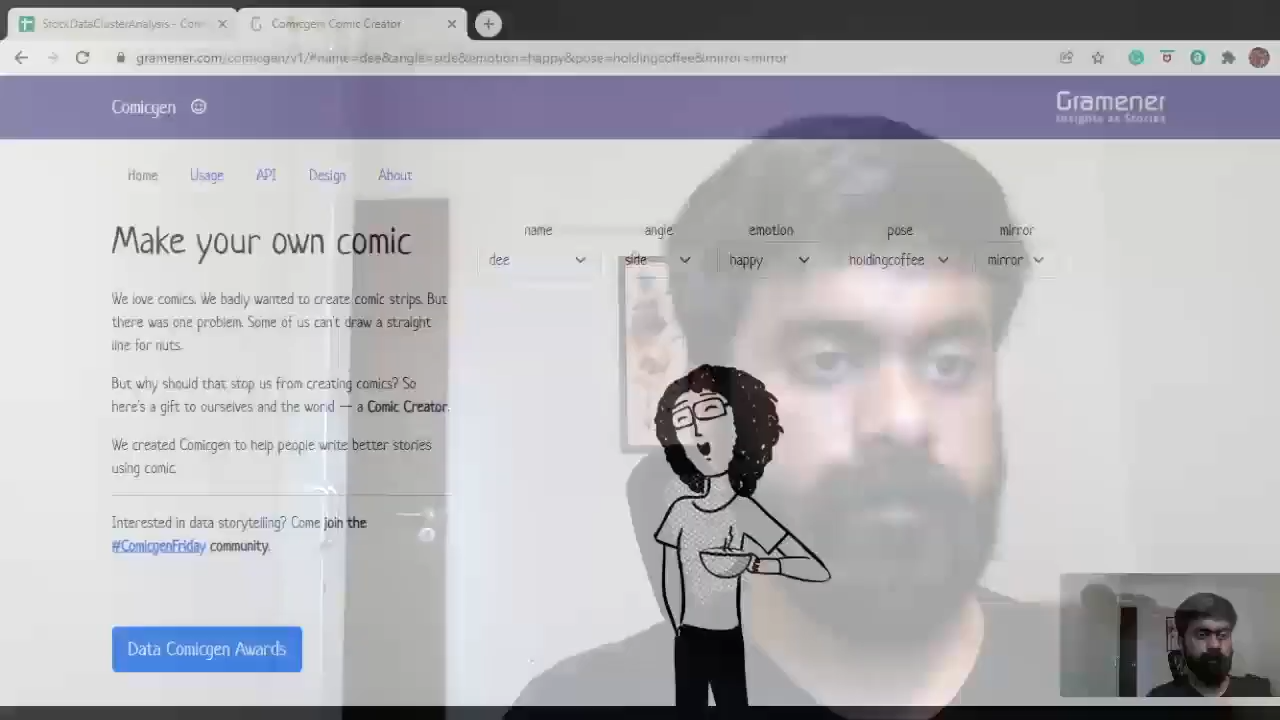 StockDataClusterAnalysis - Com
Comicgen: Comic Creator
gramener.com/comicgen/v1/#name=dee&angle=side&emotion=happy&pose=holdingcoffee&mirror=mirror
Comicgen
Gramener
Insights as Stories
Home Usage API Design About
Make your own comic
name angle emotion pose mirror
dee side happy holdingcoffee mirror
We love comics. We badly wanted to create comic strips. But
there was one problem. Some of us can't draw a straight
line for nuts.
But why should that stop us from creating comics? So
here's a gift to ourselves and the world — a Comic Creator.
We created Comicgen to help people write better stories
using comic.
Interested in data storytelling? Come join the
#ComicgenFriday community.
Data Comicgen Awards